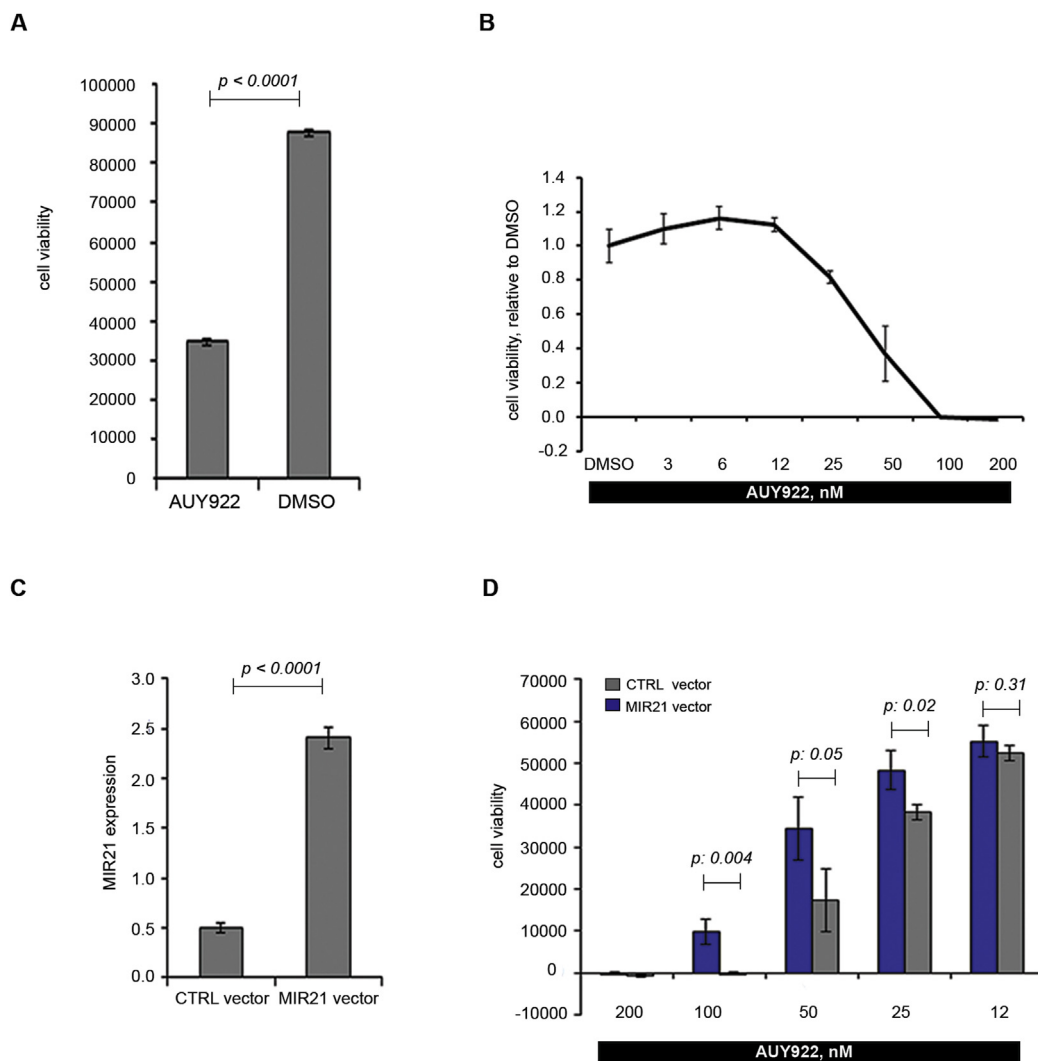 A
p < 0.0001
100000
90000
80000
70000
60000
50000
40000
30000
20000
10000
0
cell viability
AUY922 DMSO
B
1.4
1.2
1.0
0.8
0.6
0.4
0.2
0.0
-0.2
cell viability, relative to DMSO
DMSO 3 6 12 25 50 100 200
AUY922, nM
C
p < 0.0001
3.0
2.5
2.0
1.5
1.0
0.5
0.0
MIR21 expression
CTRL vector MIR21 vector
D
70000
60000
50000
40000
30000
20000
10000
0
-10000
cell viability
CTRL vector
MIR21 vector
p: 0.004
p: 0.05
p: 0.02
p: 0.31
200 100 50 25 12
AUY922, nM